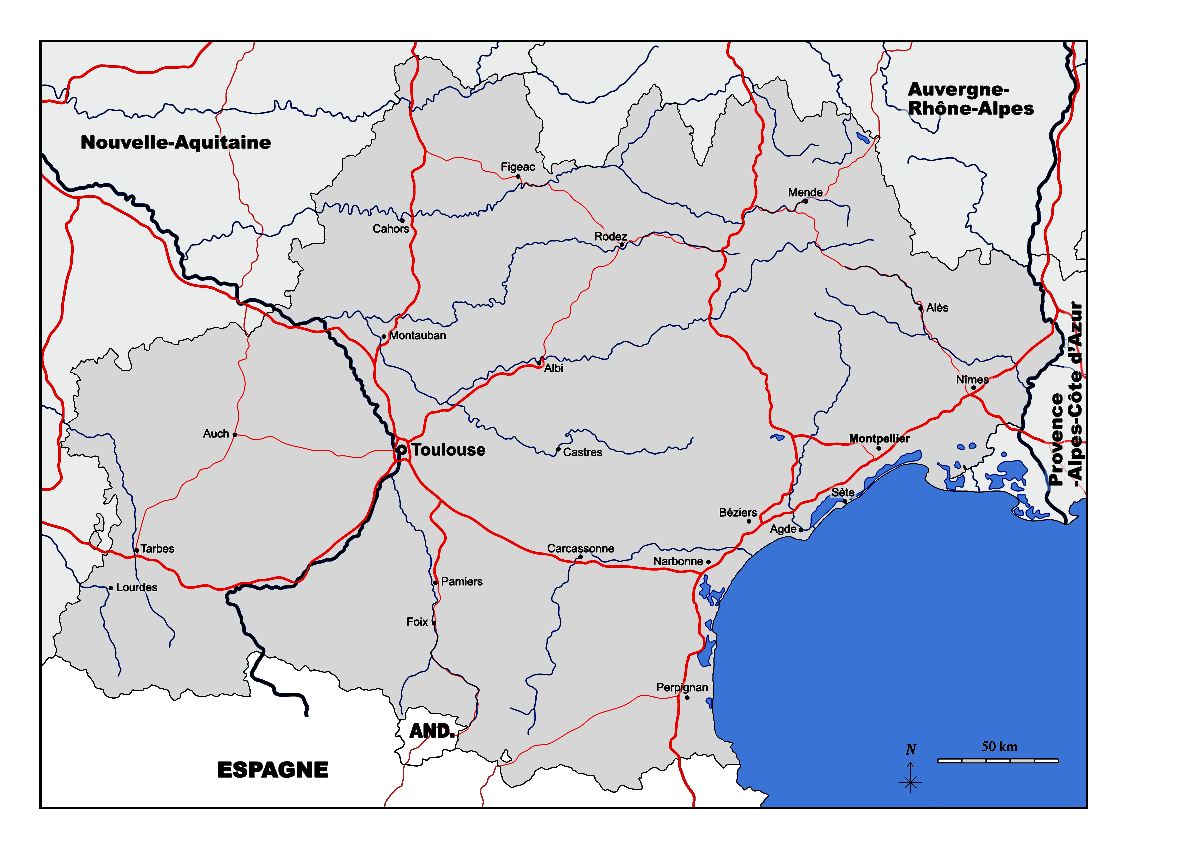 Auvergne-
Rhône-Alpes
Nouvelle-Aquitaine
Figeac
Mende
Cahors
Rodez
Alès
Montauban
Albi
Nîmes
Provence
-Alpes-Côte d'Azur
Auch
Toulouse
Castres
Montpellier
Sète
Béziers
Agde
Tarbes
Carcassonne
Narbonne
Lourdes
Pamiers
Foix
Perpignan
AND.
ESPAGNE
N
50 km